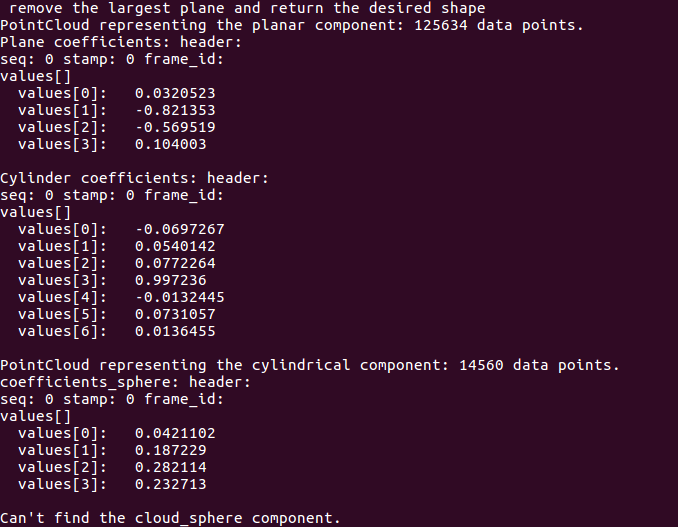 remove the largest plane and return the desired shape
PointCloud representing the planar component: 125634 data points.
Plane coefficients: header:
seq: 0 stamp: 0 frame_id:
values[]
  values[0]:   0.0320523
  values[1]:   -0.821353
  values[2]:   -0.569519
  values[3]:   0.104003

Cylinder coefficients: header:
seq: 0 stamp: 0 frame_id:
values[]
  values[0]:   -0.0697267
  values[1]:   0.0540142
  values[2]:   0.0772264
  values[3]:   0.997236
  values[4]:   -0.0132445
  values[5]:   0.0731057
  values[6]:   0.0136455

PointCloud representing the cylindrical component: 14560 data points.
coefficients_sphere: header:
seq: 0 stamp: 0 frame_id:
values[]
  values[0]:   0.0421102
  values[1]:   0.187229
  values[2]:   0.282114
  values[3]:   0.232713

Can't find the cloud_sphere component.